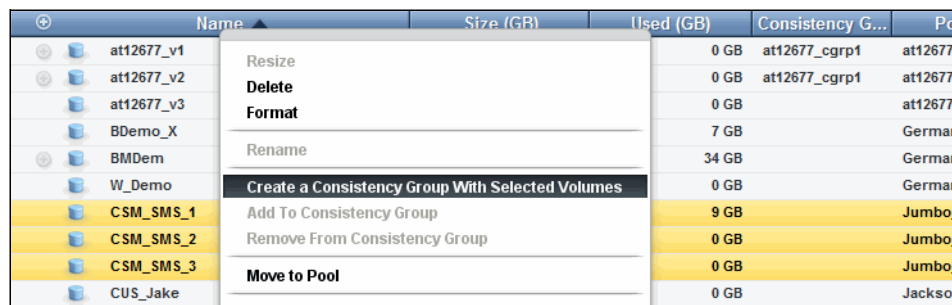 Name Size (GB) Used (GB) Consistency G... Po
at12677_v1 0 GB at12677_cgrp1 at12677
at12677_v2 0 GB at12677_cgrp1 at12677
at12677_v3 0 GB at12677
BDemo_X 7 GB Germa
BMDem 34 GB Germa
W_Demo 0 GB Germa
CSM_SMS_1 9 GB Jumbo
CSM_SMS_2 0 GB Jumbo
CSM_SMS_3 0 GB Jumbo
CUS_Jake 0 GB Jackso
Resize
Delete
Format
Rename
Create a Consistency Group With Selected Volumes
Add To Consistency Group
Remove From Consistency Group
Move to Pool